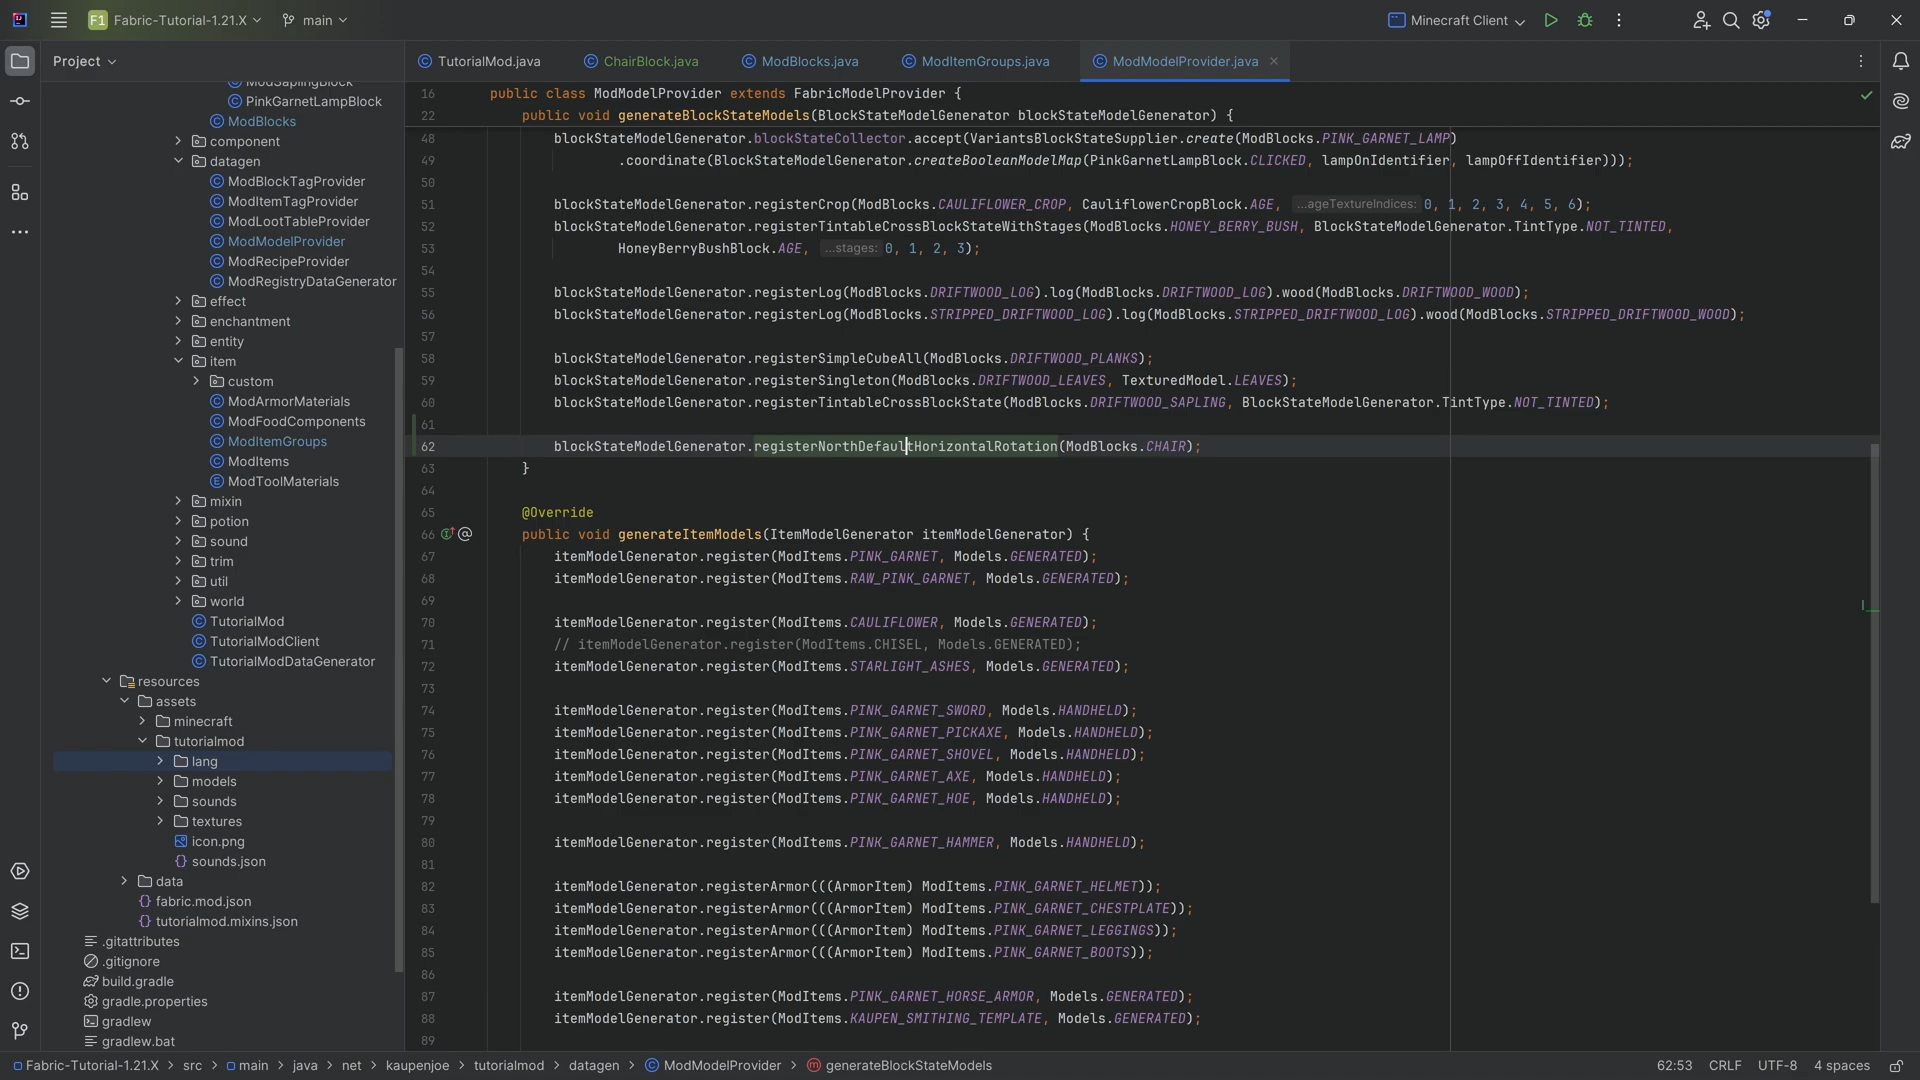 F1 Fabric-Tutorial-1.21.X main Minecraft Client
Project
TutorialMod.java ChairBlock.java ModBlocks.java ModItemGroups.java ModModelProvider.java
ModSaplingBlock
PinkGarnetLampBlock
ModBlocks
component
datagen
ModBlockTagProvider
ModItemTagProvider
ModLootTableProvider
ModModelProvider
ModRecipeProvider
ModRegistryDataGenerator
effect
enchantment
entity
item
custom
ModArmorMaterials
ModFoodComponents
ModItemGroups
ModItems
ModToolMaterials
mixin
potion
sound
trim
util
world
TutorialMod
TutorialModClient
TutorialModDataGenerator
resources
assets
minecraft
tutorialmod
lang
models
sounds
textures
icon.png
sounds.json
data
fabric.mod.json
tutorialmod.mixins.json
.gitattributes
.gitignore
build.gradle
gradle.properties
gradlew
gradlew.bat
16 public class ModModelProvider extends FabricModelProvider {
22 public void generateBlockStateModels(BlockStateModelGenerator blockStateModelGenerator) {
48 blockStateModelGenerator.blockStateCollector.accept(VariantsBlockStateSupplier.create(ModBlocks.PINK_GARNET_LAMP)
49 .coordinate(BlockStateModelGenerator.createBooleanModelMap(PinkGarnetLampBlock.CLICKED, lampOnIdentifier, lampOffIdentifier)));
50
51 blockStateModelGenerator.registerCrop(ModBlocks.CAULIFLOWER_CROP, CauliflowerCropBlock.AGE, ...ageTextureIndices: 0, 1, 2, 3, 4, 5, 6);
52 blockStateModelGenerator.registerTintableCrossBlockStateWithStages(ModBlocks.HONEY_BERRY_BUSH, BlockStateModelGenerator.TintType.NOT_TINTED,
53 HoneyBerryBushBlock.AGE, ...stages: 0, 1, 2, 3);
54
55 blockStateModelGenerator.registerLog(ModBlocks.DRIFTWOOD_LOG).log(ModBlocks.DRIFTWOOD_LOG).wood(ModBlocks.DRIFTWOOD_WOOD);
56 blockStateModelGenerator.registerLog(ModBlocks.STRIPPED_DRIFTWOOD_LOG).log(ModBlocks.STRIPPED_DRIFTWOOD_LOG).wood(ModBlocks.STRIPPED_DRIFTWOOD_WOOD);
57
58 blockStateModelGenerator.registerSimpleCubeAll(ModBlocks.DRIFTWOOD_PLANKS);
59 blockStateModelGenerator.registerSingleton(ModBlocks.DRIFTWOOD_LEAVES, TexturedModel.LEAVES);
60 blockStateModelGenerator.registerTintableCrossBlockState(ModBlocks.DRIFTWOOD_SAPLING, BlockStateModelGenerator.TintType.NOT_TINTED);
61
62 blockStateModelGenerator.registerNorthDefaultHorizontalRotation(ModBlocks.CHAIR);
63 }
64
65 @Override
66 public void generateItemModels(ItemModelGenerator itemModelGenerator) {
67 itemModelGenerator.register(ModItems.PINK_GARNET, Models.GENERATED);
68 itemModelGenerator.register(ModItems.RAW_PINK_GARNET, Models.GENERATED);
69
70 itemModelGenerator.register(ModItems.CAULIFLOWER, Models.GENERATED);
71 // itemModelGenerator.register(ModItems.CHISEL, Models.GENERATED);
72 itemModelGenerator.register(ModItems.STARLIGHT_ASHES, Models.GENERATED);
73
74 itemModelGenerator.register(ModItems.PINK_GARNET_SWORD, Models.HANDHELD);
75 itemModelGenerator.register(ModItems.PINK_GARNET_PICKAXE, Models.HANDHELD);
76 itemModelGenerator.register(ModItems.PINK_GARNET_SHOVEL, Models.HANDHELD);
77 itemModelGenerator.register(ModItems.PINK_GARNET_AXE, Models.HANDHELD);
78 itemModelGenerator.register(ModItems.PINK_GARNET_HOE, Models.HANDHELD);
79
80 itemModelGenerator.register(ModItems.PINK_GARNET_HAMMER, Models.HANDHELD);
81
82 itemModelGenerator.registerArmor(((ArmorItem) ModItems.PINK_GARNET_HELMET));
83 itemModelGenerator.registerArmor(((ArmorItem) ModItems.PINK_GARNET_CHESTPLATE));
84 itemModelGenerator.registerArmor(((ArmorItem) ModItems.PINK_GARNET_LEGGINGS));
85 itemModelGenerator.registerArmor(((ArmorItem) ModItems.PINK_GARNET_BOOTS));
86
87 itemModelGenerator.register(ModItems.PINK_GARNET_HORSE_ARMOR, Models.GENERATED);
88 itemModelGenerator.register(ModItems.KAUPEN_SMITHING_TEMPLATE, Models.GENERATED);
89
Fabric-Tutorial-1.21.X > src > main > java > net > kaupenjoe > tutorialmod > datagen > ModModelProvider > generateBlockStateModels 62:53 CRLF UTF-8 4 spaces